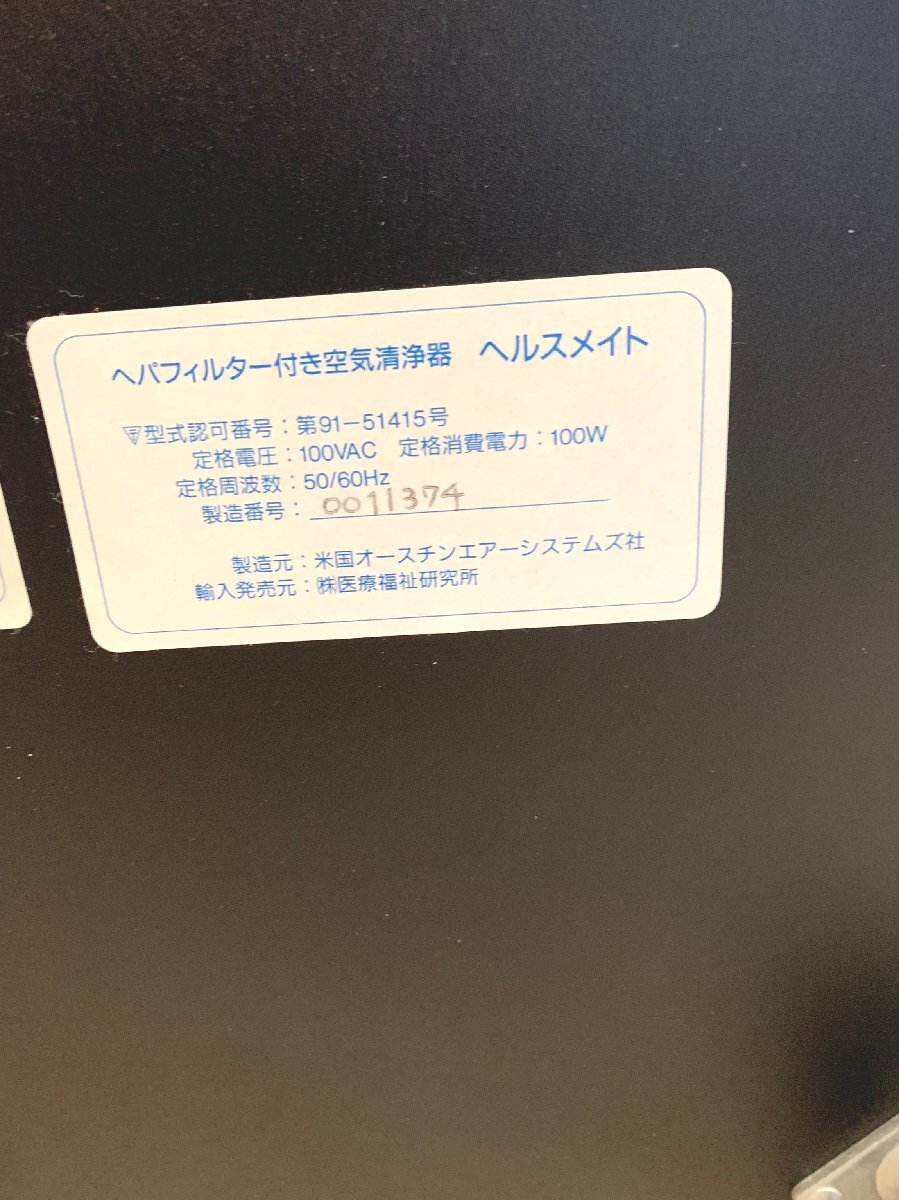 ヘパフィルター付き空気清浄器 ヘルスメイト
型式認可番号：第91-51415号
定格電圧：100VAC 定格消費電力：100W
定格周波数：50/60Hz
製造番号：0011374
製造元：米国オースチンエアーシステムズ社
輸入発売元：㈱医療福祉研究所